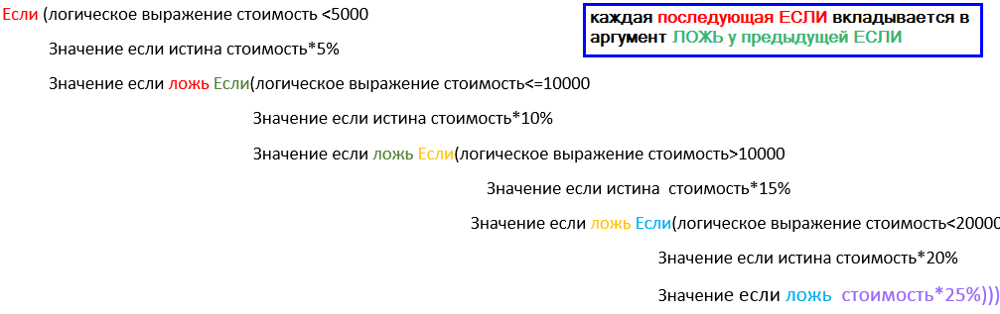 Если (логическое выражение стоимость <5000
каждая последующая ЕСЛИ вкладывается в
аргумент ЛОЖЬ у предыдущей ЕСЛИ
Значение если истина стоимость*5%
Значение если ложь Если(логическое выражение стоимость<=10000
Значение если истина стоимость*10%
Значение если ложь Если(логическое выражение стоимость>10000
Значение если истина  стоимость*15%
Значение если ложь Если(логическое выражение стоимость<20000
Значение если истина стоимость*20%
Значение если ложь  стоимость*25%)))